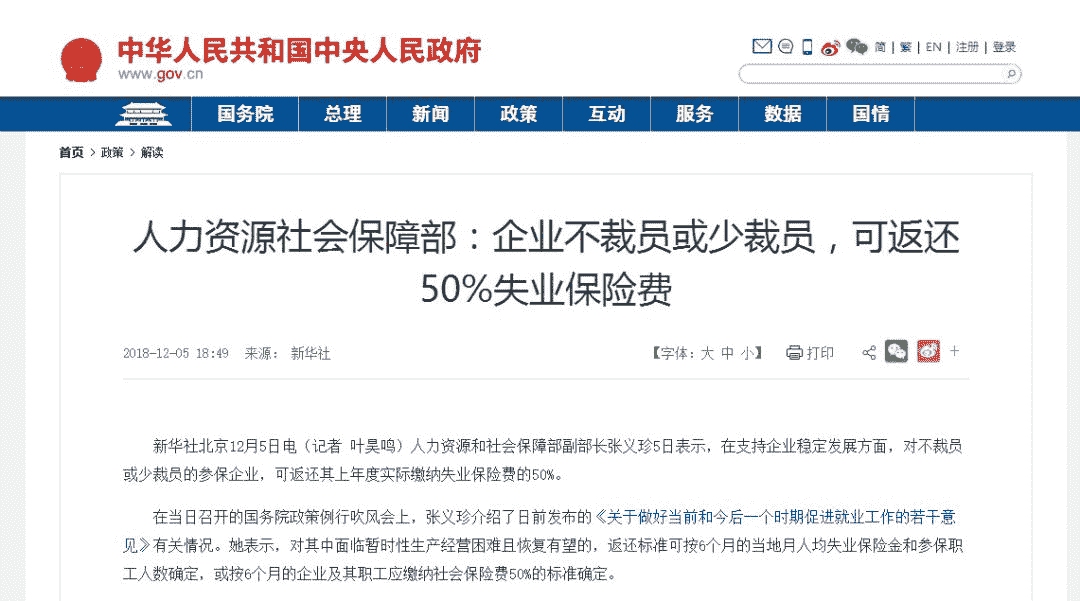 中华人民共和国中央人民政府
www.gov.cn
简 | 繁 | EN | 注册 | 登录
国务院 总理 新闻 政策 互动 服务 数据 国情
首页 > 政策 > 解读
人力资源社会保障部：企业不裁员或少裁员，可返还
50%失业保险费
2018-12-05 18:49 来源： 新华社
【字体：大 中 小】 打印
新华社北京12月5日电（记者 叶昊鸣）人力资源和社会保障部副部长张义珍5日表示，在支持企业稳定发展方面，对不裁员
或少裁员的参保企业，可返还其上年度实际缴纳失业保险费的50%。
在当日召开的国务院政策例行吹风会上，张义珍介绍了日前发布的《关于做好当前和今后一个时期促进就业工作的若干意
见》有关情况。她表示，对其中面临暂时性生产经营困难且恢复有望的，返还标准可按6个月的当地月人均失业保险金和参保职
工人数确定，或按6个月的企业及其职工应缴纳社会保险费50%的标准确定。